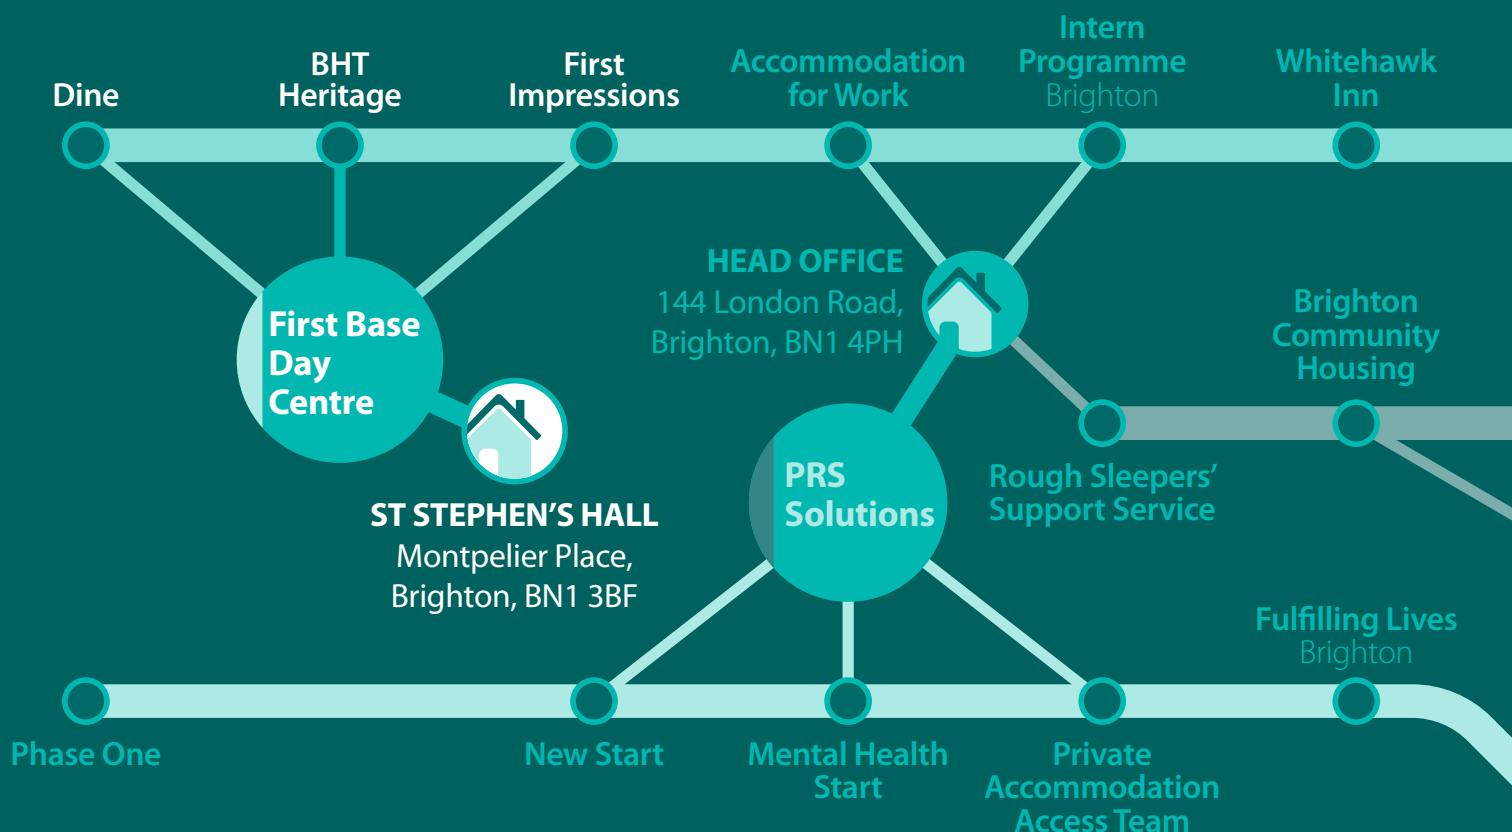 Dine
BHT
Heritage
First
Impressions
Accommodation
for Work
Intern
Programme
Brighton
Whitehawk
Inn
First Base
Day
Centre
HEAD OFFICE
144 London Road,
Brighton, BN1 4PH
Brighton
Community
Housing
ST STEPHEN’S HALL
Montpelier Place,
Brighton, BN1 3BF
PRS
Solutions
Rough Sleepers’
Support Service
Fulfilling Lives
Brighton
Phase One
New Start
Mental Health
Start
Private
Accommodation
Access Team